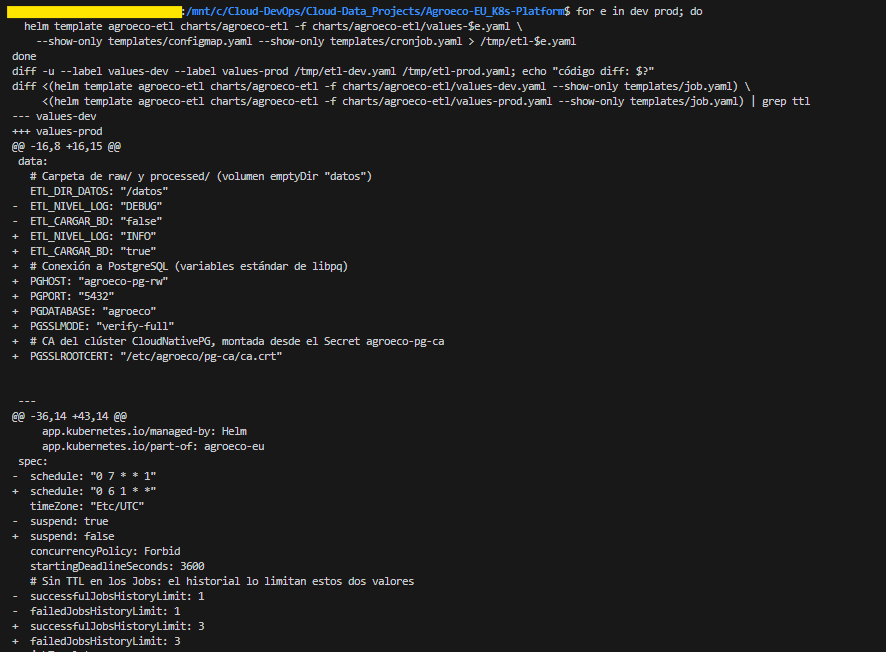 :/mnt/c/Cloud-DevOps/Cloud-Data_Projects/Agroeco-EU_K8s-Platform$ for e in dev prod; do
  helm template agroeco-etl charts/agroeco-etl -f charts/agroeco-etl/values-$e.yaml \
    --show-only templates/configmap.yaml --show-only templates/cronjob.yaml > /tmp/etl-$e.yaml
done
diff -u --label values-dev --label values-prod /tmp/etl-dev.yaml /tmp/etl-prod.yaml; echo "código diff: $?"
diff <(helm template agroeco-etl charts/agroeco-etl -f charts/agroeco-etl/values-dev.yaml --show-only templates/job.yaml) \
     <(helm template agroeco-etl charts/agroeco-etl -f charts/agroeco-etl/values-prod.yaml --show-only templates/job.yaml) | grep ttl
--- values-dev
+++ values-prod
@@ -16,8 +16,15 @@
 data:
   # Carpeta de raw/ y processed/ (volumen emptyDir "datos")
   ETL_DIR_DATOS: "/datos"
-  ETL_NIVEL_LOG: "DEBUG"
-  ETL_CARGAR_BD: "false"
+  ETL_NIVEL_LOG: "INFO"
+  ETL_CARGAR_BD: "true"
+  # Conexión a PostgreSQL (variables estándar de libpq)
+  PGHOST: "agroeco-pg-rw"
+  PGPORT: "5432"
+  PGDATABASE: "agroeco"
+  PGSSLMODE: "verify-full"
+  # CA del clúster CloudNativePG, montada desde el Secret agroeco-pg-ca
+  PGSSLROOTCERT: "/etc/agroeco/pg-ca/ca.crt"
 ---
@@ -36,14 +43,14 @@
     app.kubernetes.io/managed-by: Helm
     app.kubernetes.io/part-of: agroeco-eu
 spec:
-  schedule: "0 7 * * 1"
+  schedule: "0 6 1 * *"
   timeZone: "Etc/UTC"
-  suspend: true
+  suspend: false
   concurrencyPolicy: Forbid
   startingDeadlineSeconds: 3600
   # Sin TTL en los Jobs: el historial lo limitan estos dos valores
-  successfulJobsHistoryLimit: 1
-  failedJobsHistoryLimit: 1
+  successfulJobsHistoryLimit: 3
+  failedJobsHistoryLimit: 3